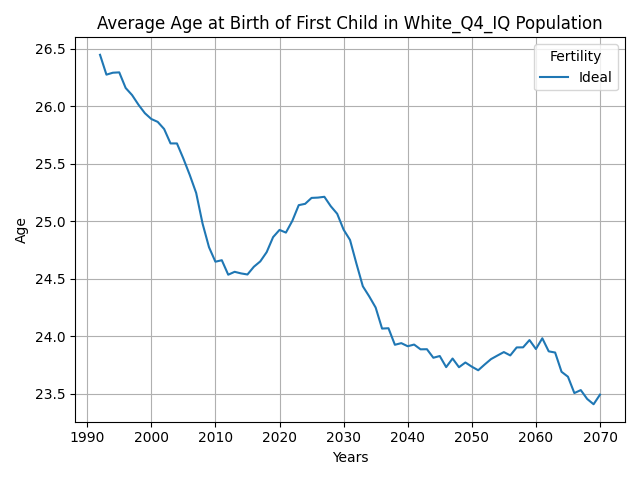 Average Age at Birth of First Child in White_Q4_IQ Population
26.5
26.0
25.5
25.0
24.5
24.0
23.5
Age
Fertility
Ideal
1990 2000 2010 2020 2030 2040 2050 2060 2070
Years